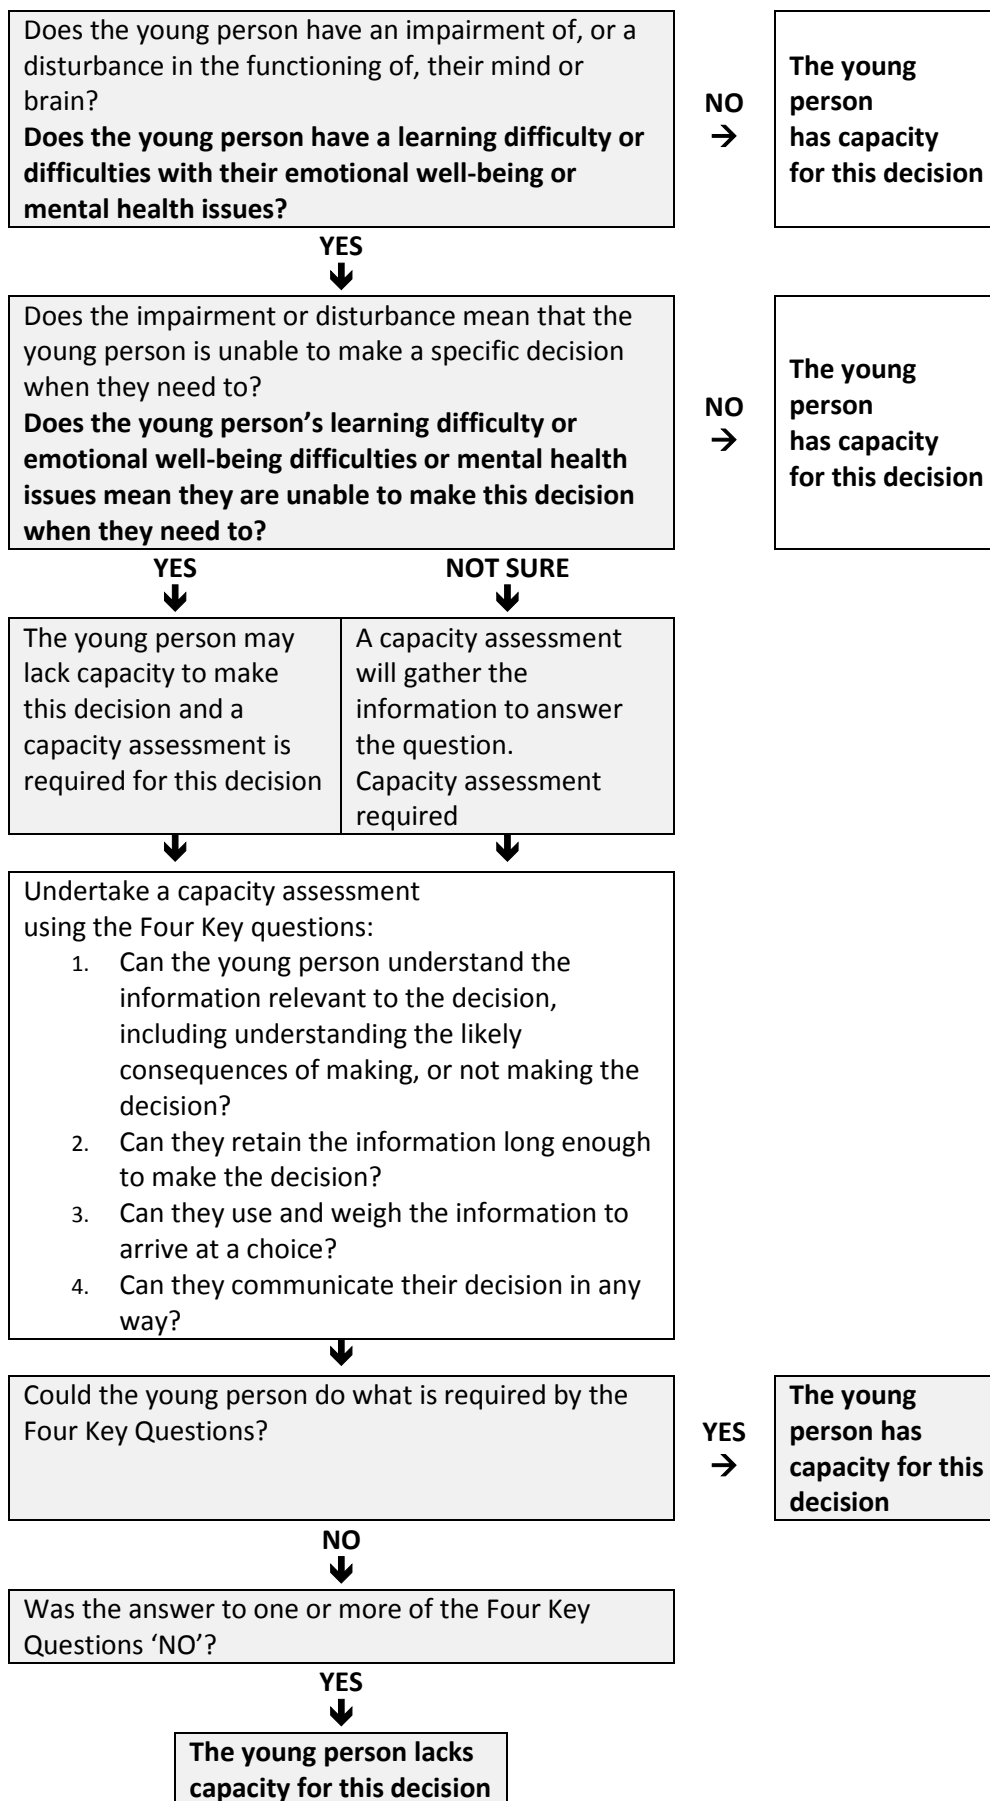 Does the young person have an impairment of, or a
disturbance in the functioning of, their mind or
brain?
Does the young person have a learning difficulty or
difficulties with their emotional well-being or
mental health issues?
NO
→
The young
person
has capacity
for this decision
YES
↓
Does the impairment or disturbance mean that the
young person is unable to make a specific decision
when they need to?
Does the young person’s learning difficulty or
emotional well-being difficulties or mental health
issues mean they are unable to make this decision
when they need to?
NO
→
The young
person
has capacity
for this decision
YES
↓
NOT SURE
↓
The young person may
lack capacity to make
this decision and a
capacity assessment is
required for this decision
↓
A capacity assessment
will gather the
information to answer
the question.
Capacity assessment
required
↓
Undertake a capacity assessment
using the Four Key questions:
1. Can the young person understand the
information relevant to the decision,
including understanding the likely
consequences of making, or not making the
decision?
2. Can they retain the information long enough
to make the decision?
3. Can they use and weigh the information to
arrive at a choice?
4. Can they communicate their decision in any
way?
↓
Could the young person do what is required by the
Four Key Questions?
YES
→
The young
person has
capacity for this
decision
NO
↓
Was the answer to one or more of the Four Key
Questions ‘NO’?
YES
↓
The young person lacks
capacity for this decision